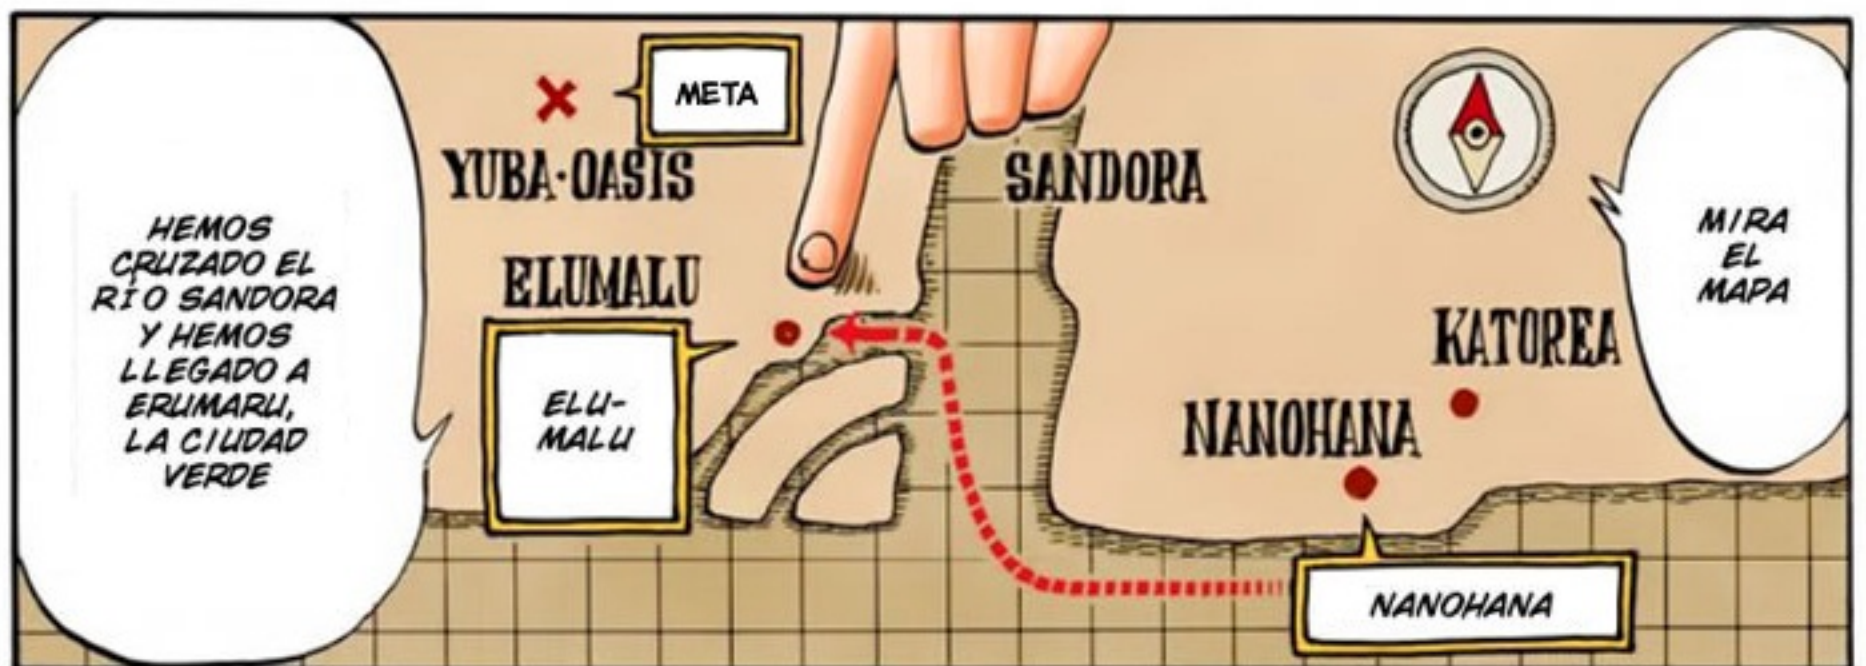 MIRA
EL
MAPA
META
YUBA·OASIS
SANDORA
ELUMALU
KATOREA
NANOHANA
ELU-
MALU
NANOHANA
HEMOS
CRUZADO EL
RÍO SANDORA
Y HEMOS
LLEGADO A
ERUMARU,
LA CIUDAD
VERDE